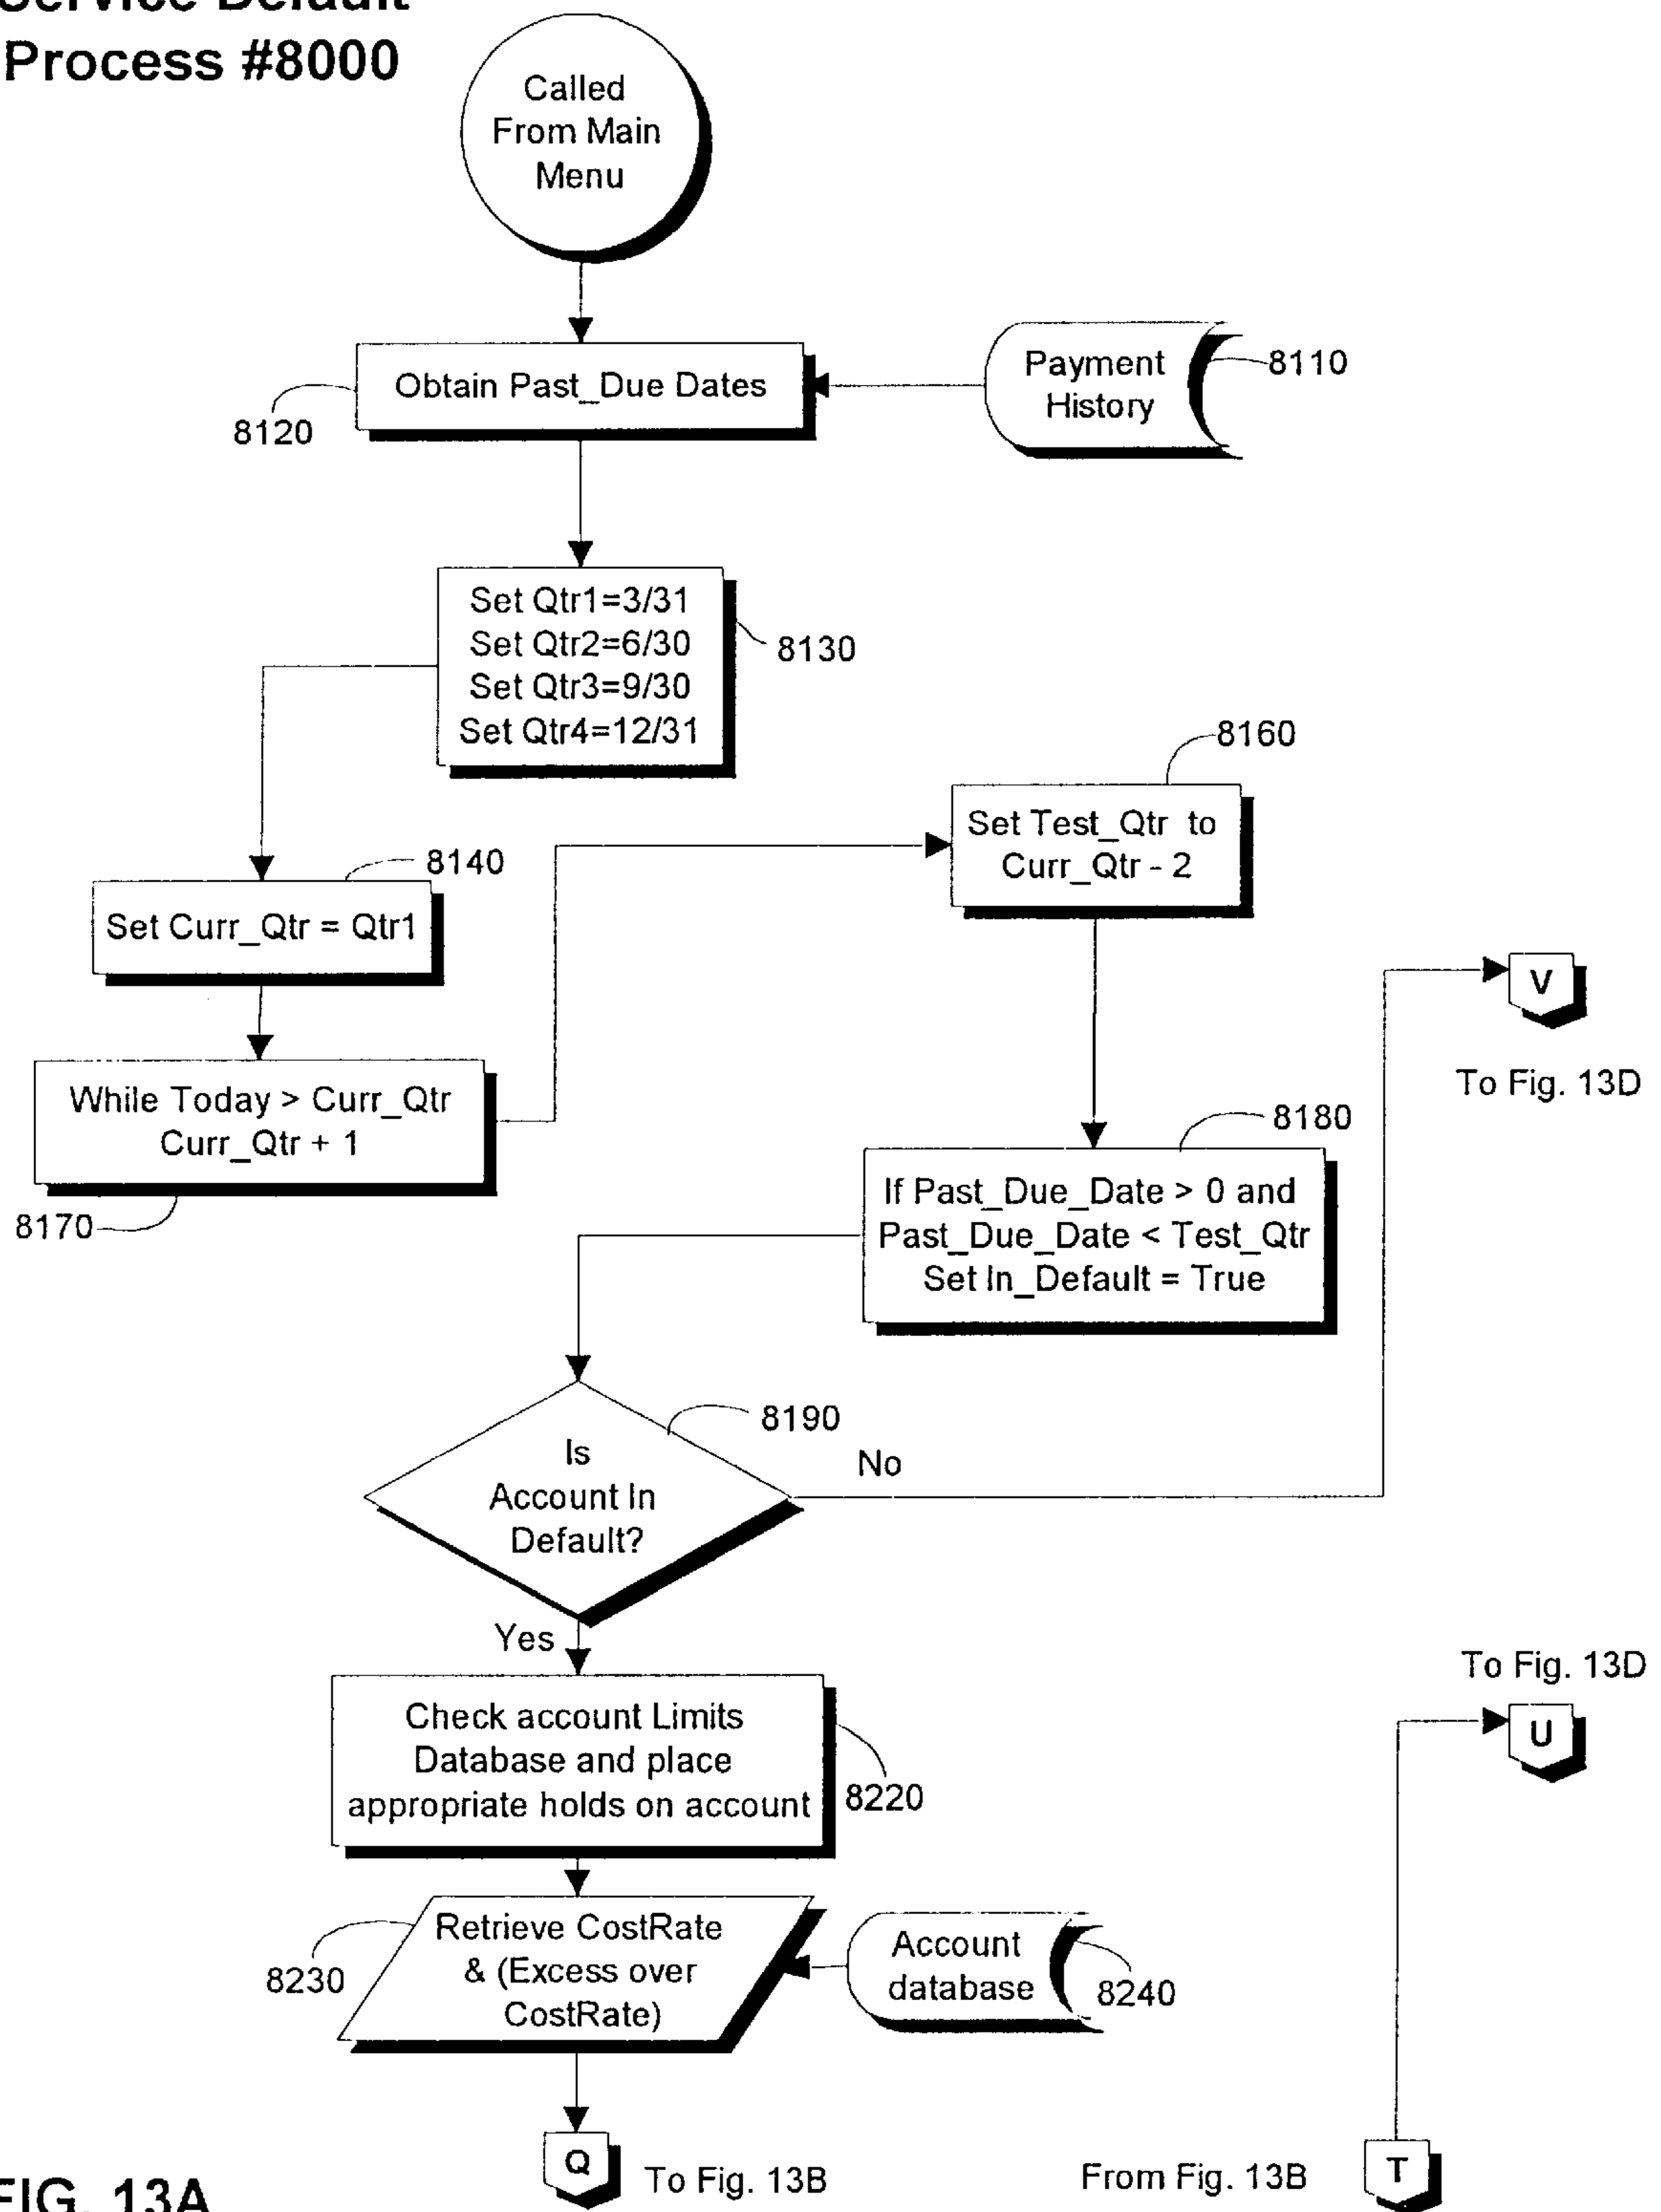 Service Default
Process #8000
Called
From Main
Menu
Obtain Past_Due Dates
8120
Payment
History
8110
Set Qtr1=3/31
Set Qtr2=6/30
Set Qtr3=9/30
Set Qtr4=12/31
8130
8160
Set Test_Qtr to
Curr_Qtr - 2
8140
Set Curr_Qtr = Qtr1
V
To Fig. 13D
While Today > Curr_Qtr
Curr_Qtr + 1
8170
8180
If Past_Due_Date > 0 and
Past_Due_Date < Test_Qtr
Set In_Default = True
8190
Is
Account In
Default?
No
Yes
To Fig. 13D
U
Check account Limits
Database and place
appropriate holds on account
8220
Retrieve CostRate
& (Excess over
CostRate)
8230
Account
database
8240
Q
To Fig. 13B
From Fig. 13B
T
FIG. 13A